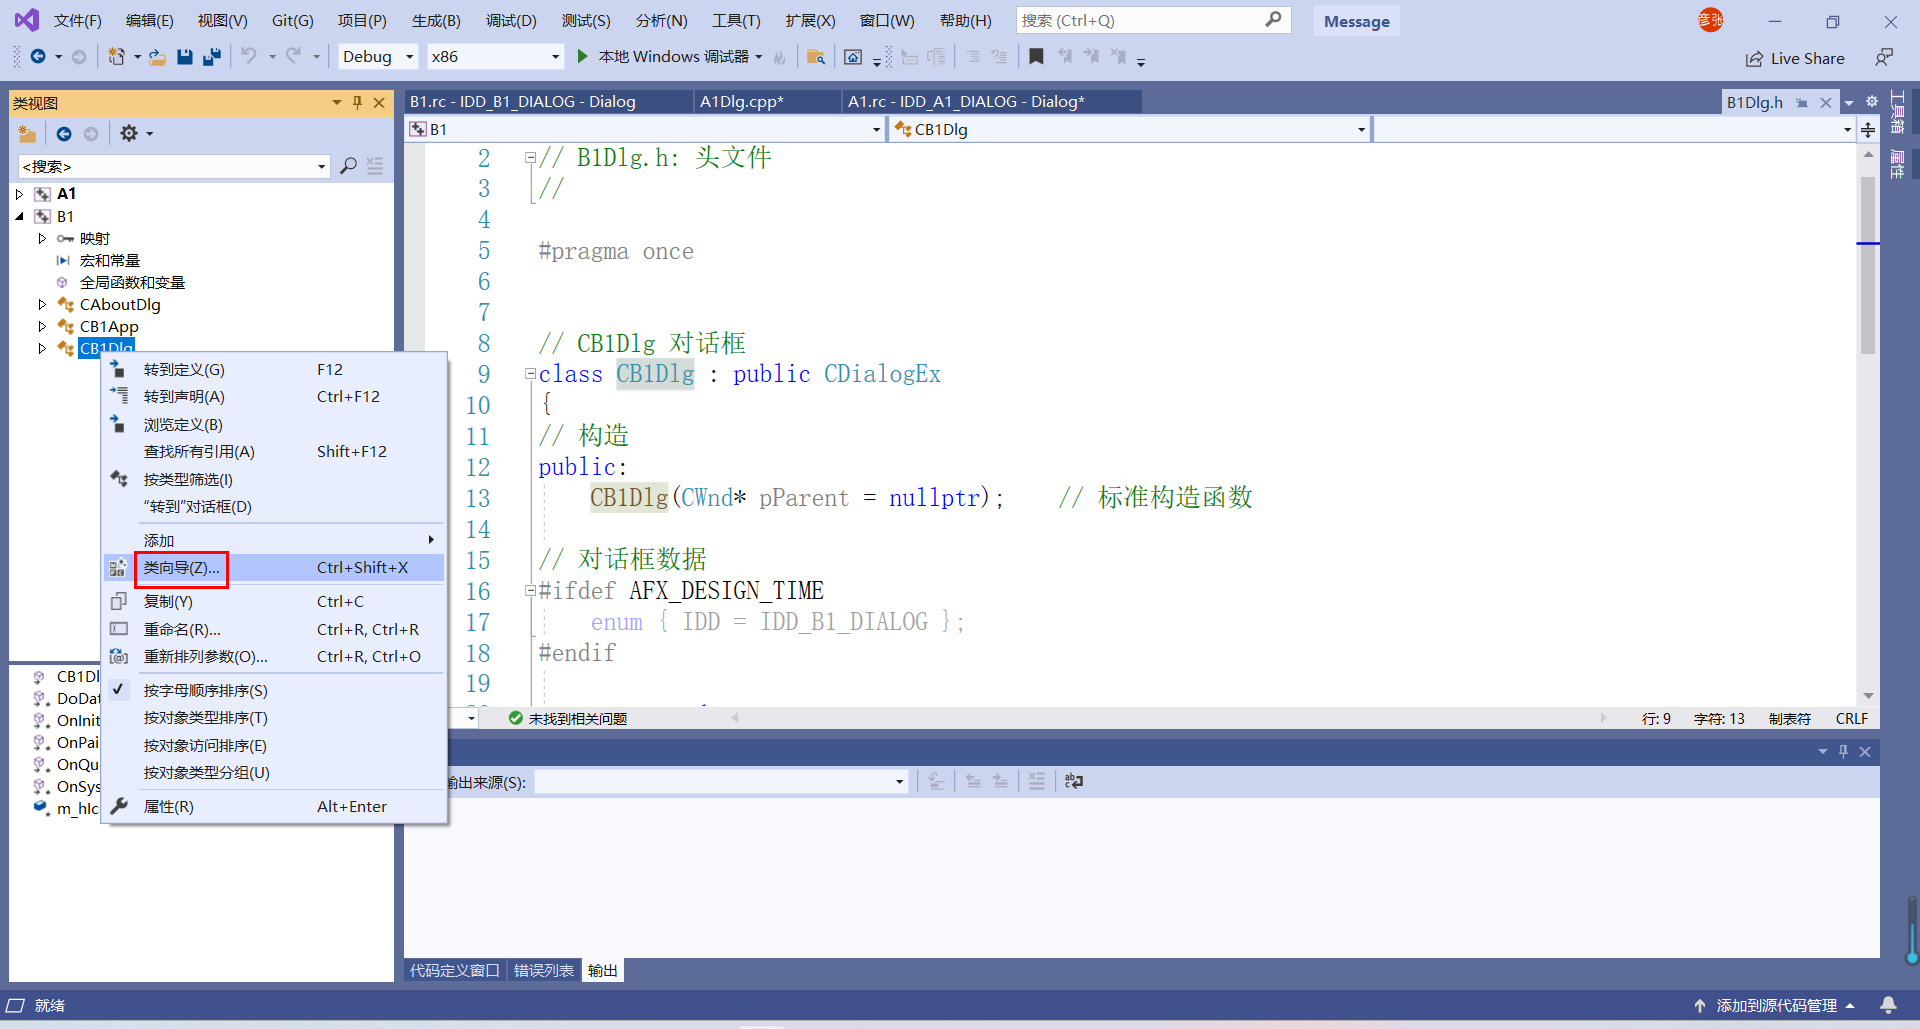 文件(F) 编辑(E) 视图(V) Git(G) 项目(P) 生成(B) 调试(D) 测试(S) 分析(N) 工具(T) 扩展(X) 窗口(W) 帮助(H) 搜索 (Ctrl+Q) Message 彦张
Debug x86 本地 Windows 调试器 Live Share
类视图
<搜索>
A1
B1
映射
宏和常量
全局函数和变量
CAboutDlg
CB1App
CB1Dlg
转到定义(G) F12
转到声明(A) Ctrl+F12
浏览定义(B)
查找所有引用(A) Shift+F12
按类型筛选(I)
“转到”对话框(D)
添加
类向导(Z)... Ctrl+Shift+X
复制(Y) Ctrl+C
重命名(R)... Ctrl+R, Ctrl+R
重新排列参数(O)... Ctrl+R, Ctrl+O
按字母顺序排序(S)
按对象类型排序(T)
按对象访问排序(E)
按对象类型分组(U)
属性(R) Alt+Enter
CB1Dl
DoDat
OnInit
OnPai
OnQu
OnSys
m_hIc
B1.rc - IDD_B1_DIALOG - Dialog A1Dlg.cpp* A1.rc - IDD_A1_DIALOG - Dialog* B1Dlg.h
B1 CB1Dlg
2 // B1Dlg.h: 头文件
3 //
4
5 #pragma once
6
7
8 // CB1Dlg 对话框
9 class CB1Dlg : public CDialogEx
10 {
11 // 构造
12 public:
13 CB1Dlg(CWnd* pParent = nullptr); // 标准构造函数
14
15 // 对话框数据
16 #ifdef AFX_DESIGN_TIME
17 enum { IDD = IDD_B1_DIALOG };
18 #endif
19
未找到相关问题 行: 9 字符: 13 制表符 CRLF
输出来源(S):
代码定义窗口 错误列表 输出
工具箱
属性
就绪 添加到源代码管理